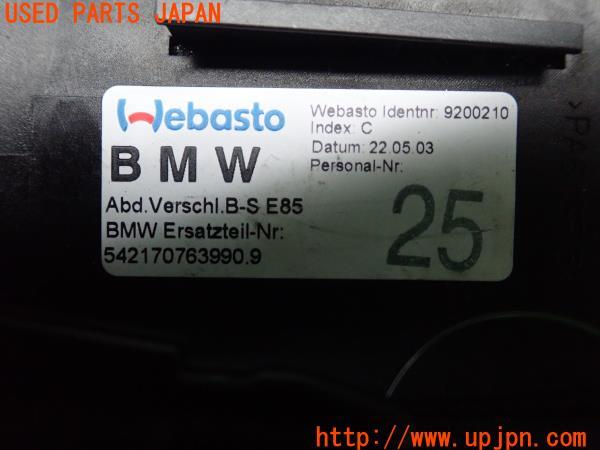 USED PARTS JAPAN
Webasto
BMW
Abd.Verschl.B-S E85
BMW Ersatzteil-Nr:
542170763990.9
Webasto Identnr: 9200210
Index: C
Datum: 22.05.03
Personal-Nr:
25
http://www.upjpn.com